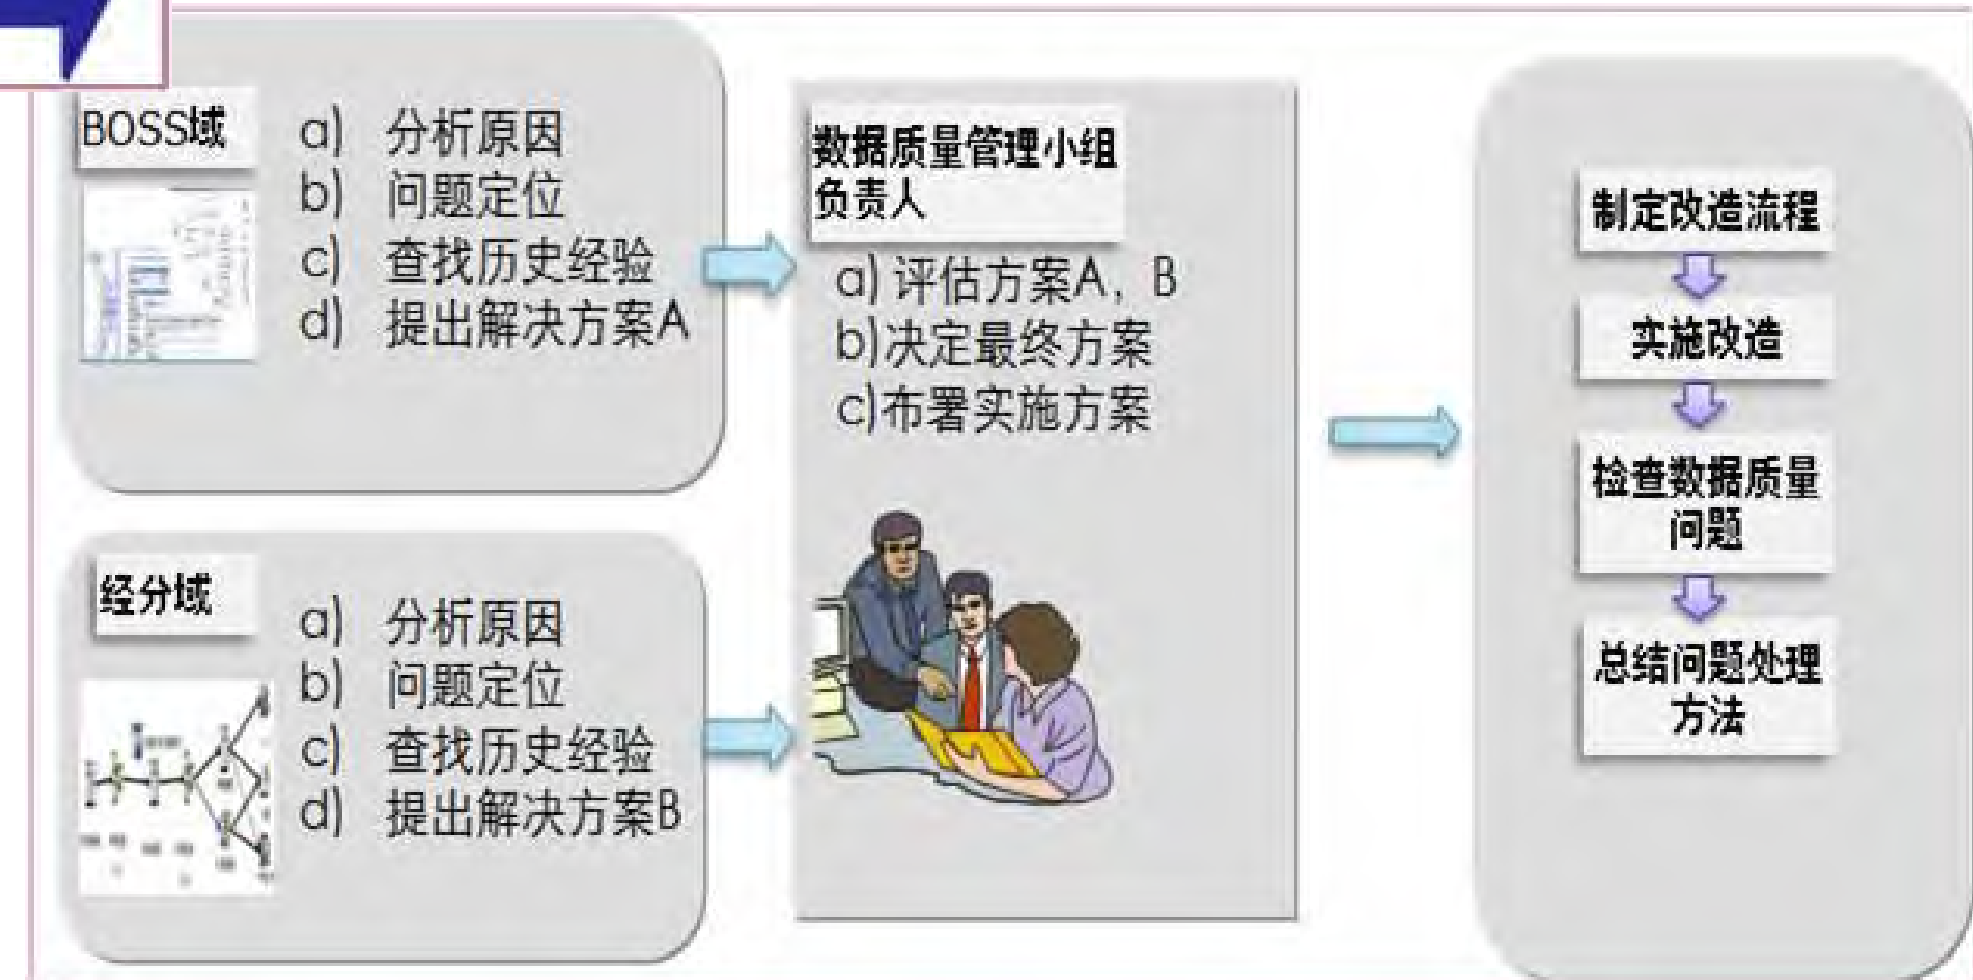 BOSS域
a) 分析原因
b) 问题定位
c) 查找历史经验
d) 提出解决方案A
经分域
a) 分析原因
b) 问题定位
c) 查找历史经验
d) 提出解决方案B
数据质量管理小组
负责人
a) 评估方案A，B
b)决定最终方案
c)布署实施方案
制定改造流程
实施改造
检查数据质量
问题
总结问题处理
方法